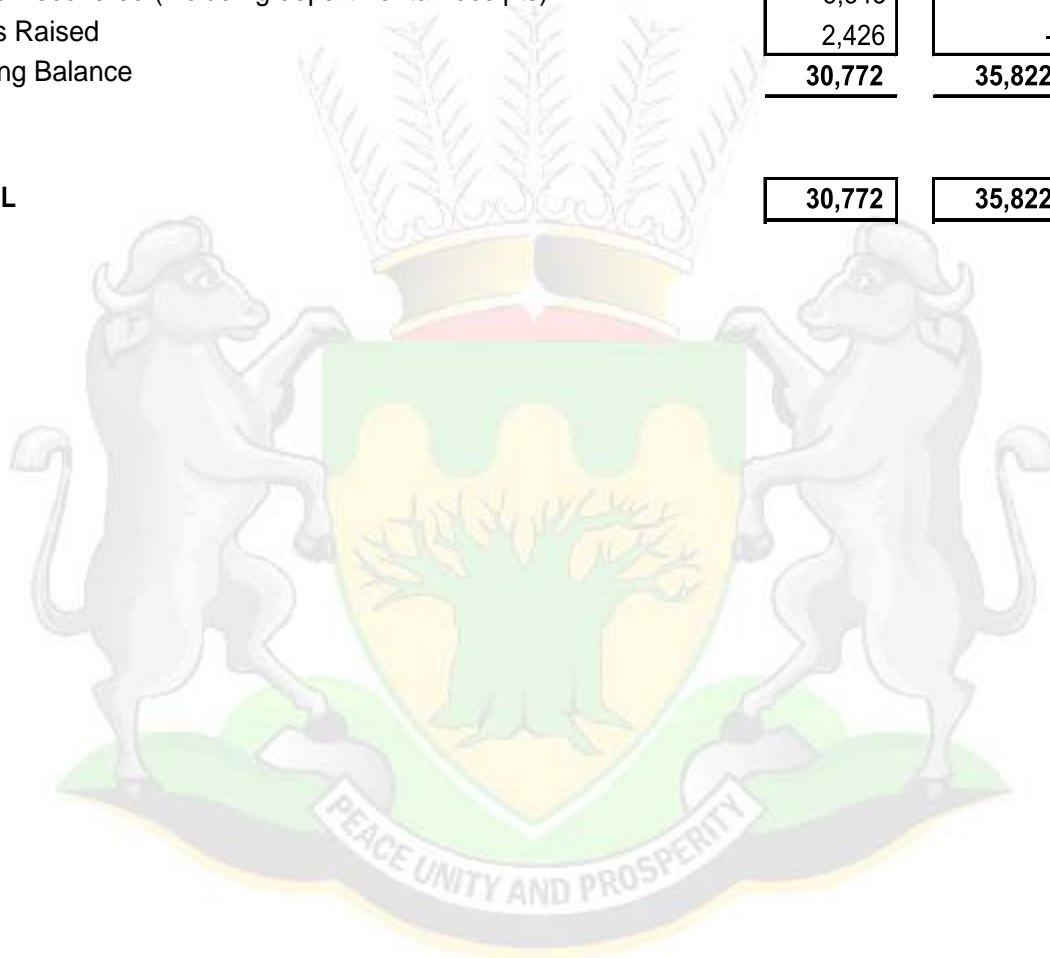 s Raised 2,426 -
ng Balance 30,772 35,822
L 30,772 35,822
PEACE UNITY AND PROSPERITY